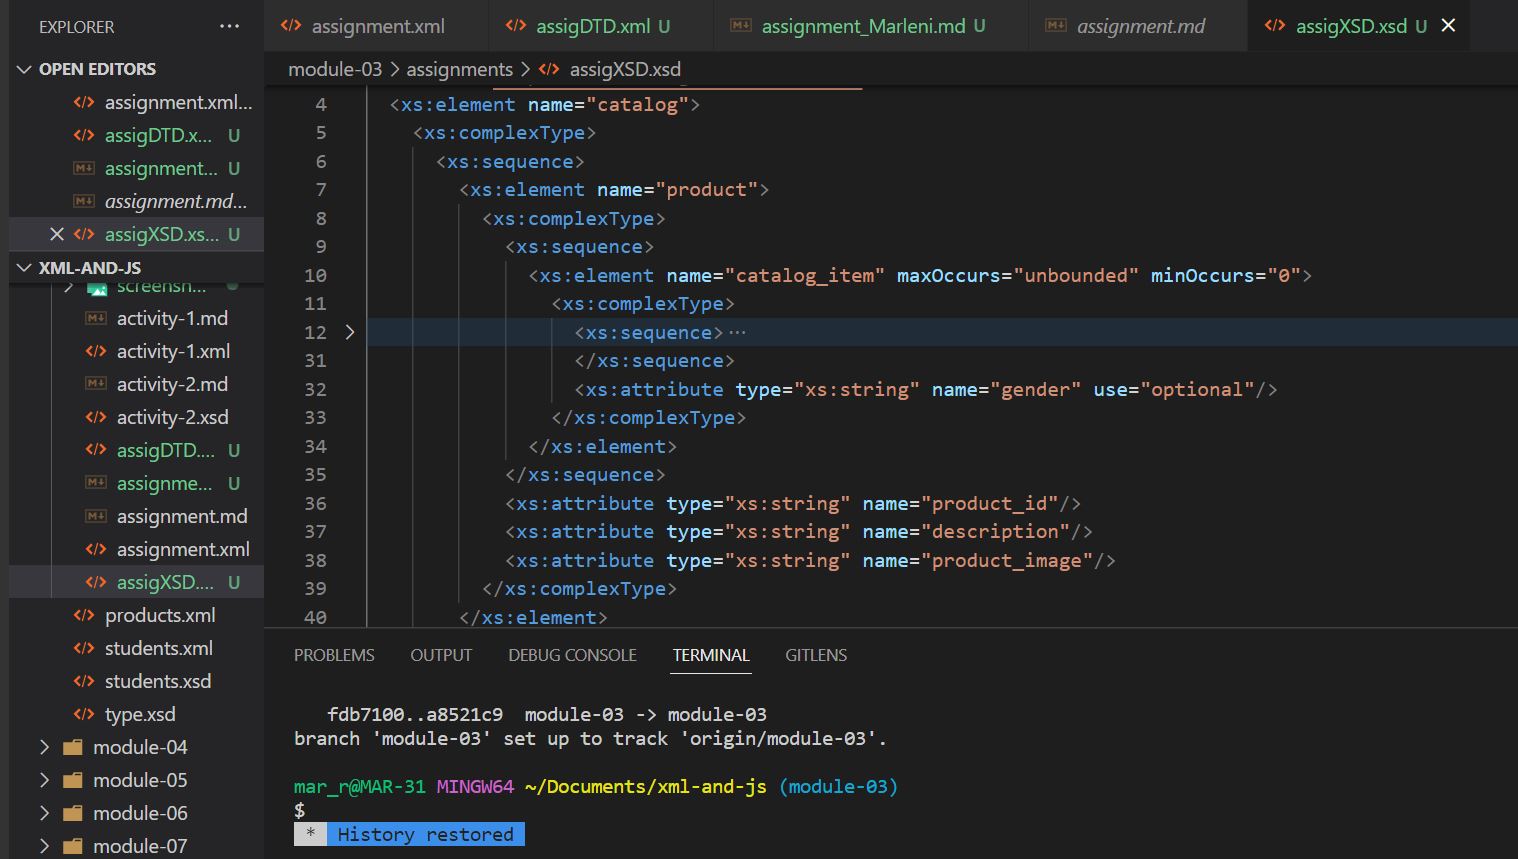 EXPLORER ...
OPEN EDITORS
assignment.xml...
assigDTD.x... U
assignment... U
assignment.md...
assigXSD.xs... U
XML-AND-JS
screensh...
activity-1.md
activity-1.xml
activity-2.md
activity-2.xsd
assigDTD.... U
assignme... U
assignment.md
assignment.xml
assigXSD.... U
products.xml
students.xml
students.xsd
type.xsd
module-04
module-05
module-06
module-07
assignment.xml
assigDTD.xml U
assignment_Marleni.md U
assignment.md
assigXSD.xsd U
module-03 > assignments > assigXSD.xsd
4 <xs:element name="catalog">
5 <xs:complexType>
6 <xs:sequence>
7 <xs:element name="product">
8 <xs:complexType>
9 <xs:sequence>
10 <xs:element name="catalog_item" maxOccurs="unbounded" minOccurs="0">
11 <xs:complexType>
12 <xs:sequence>...
31 </xs:sequence>
32 <xs:attribute type="xs:string" name="gender" use="optional"/>
33 </xs:complexType>
34 </xs:element>
35 </xs:sequence>
36 <xs:attribute type="xs:string" name="product_id"/>
37 <xs:attribute type="xs:string" name="description"/>
38 <xs:attribute type="xs:string" name="product_image"/>
39 </xs:complexType>
40 </xs:element>
PROBLEMS OUTPUT DEBUG CONSOLE TERMINAL GITLENS
fdb7100..a8521c9 module-03 -> module-03
branch 'module-03' set up to track 'origin/module-03'.
mar_r@MAR-31 MINGW64 ~/Documents/xml-and-js (module-03)
$
* History restored